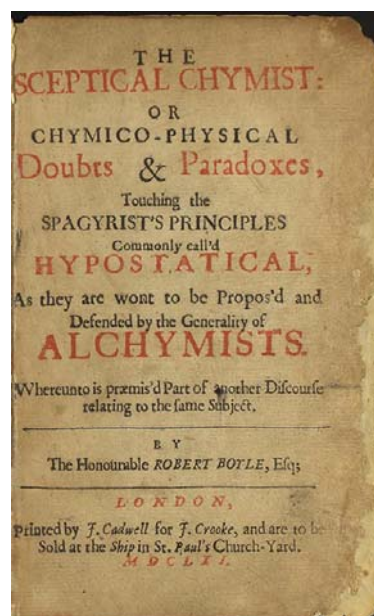 THE
SCEPTICAL CHYMIST:
OR
CHYMICO-PHYSICAL
Doubts & Paradoxes,
Touching the
SPAGYRIST'S PRINCIPLES
Commonly call'd
HYPOSTATICAL,
As they are wont to be Propos'd and
Defended by the Generality of
ALCHYMISTS.
Whereunto is præmis'd Part of another Discourse
relating to the same Subject.
BY
The Honourable ROBERT BOYLE, Esq;
LONDON,
Printed by J. Cadwell for J. Crooke, and are to be
Sold at the Ship in St. Paul's Church-Yard.
MDCLXI.